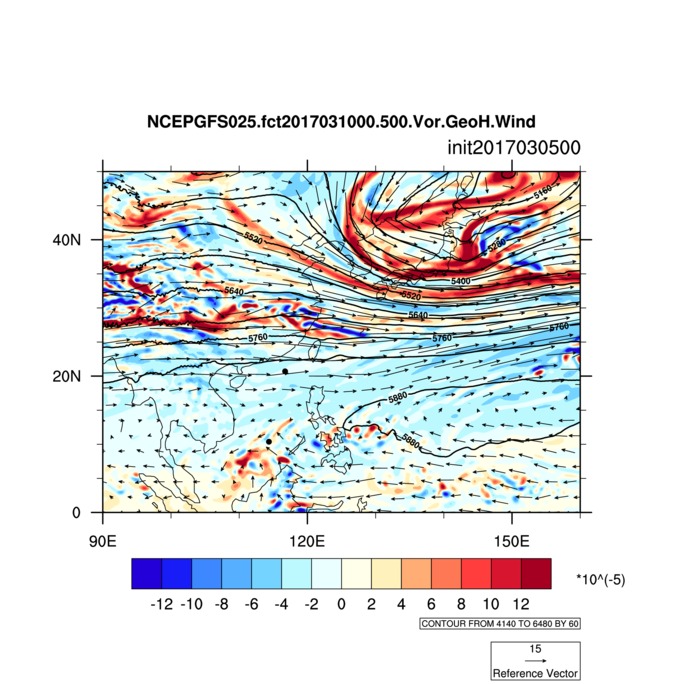 NCEPGFS025.fct2017031000.500.Vor.GeoH.Wind
init2017030500
5160
5280
5520
5400
5520
5640
5640
5760
5760
5760
5880
5880
40N
20N
0
90E 120E 150E
-12 -10 -8 -6 -4 -2 0 2 4 6 8 10 12
*10^(-5)
CONTOUR FROM 4140 TO 6480 BY 60
15
Reference Vector